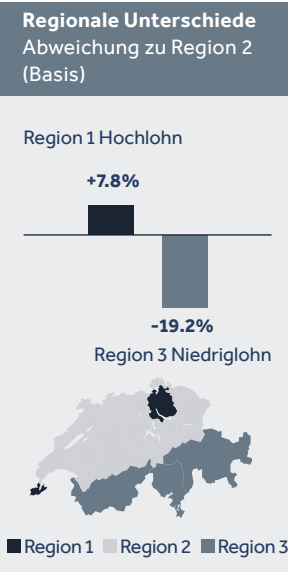 Regionale Unterschiede
Abweichung zu Region 2
(Basis)
Region 1 Hochlohn
+7.8%
-19.2%
Region 3 Niedriglohn
Region 1 Region 2 Region 3